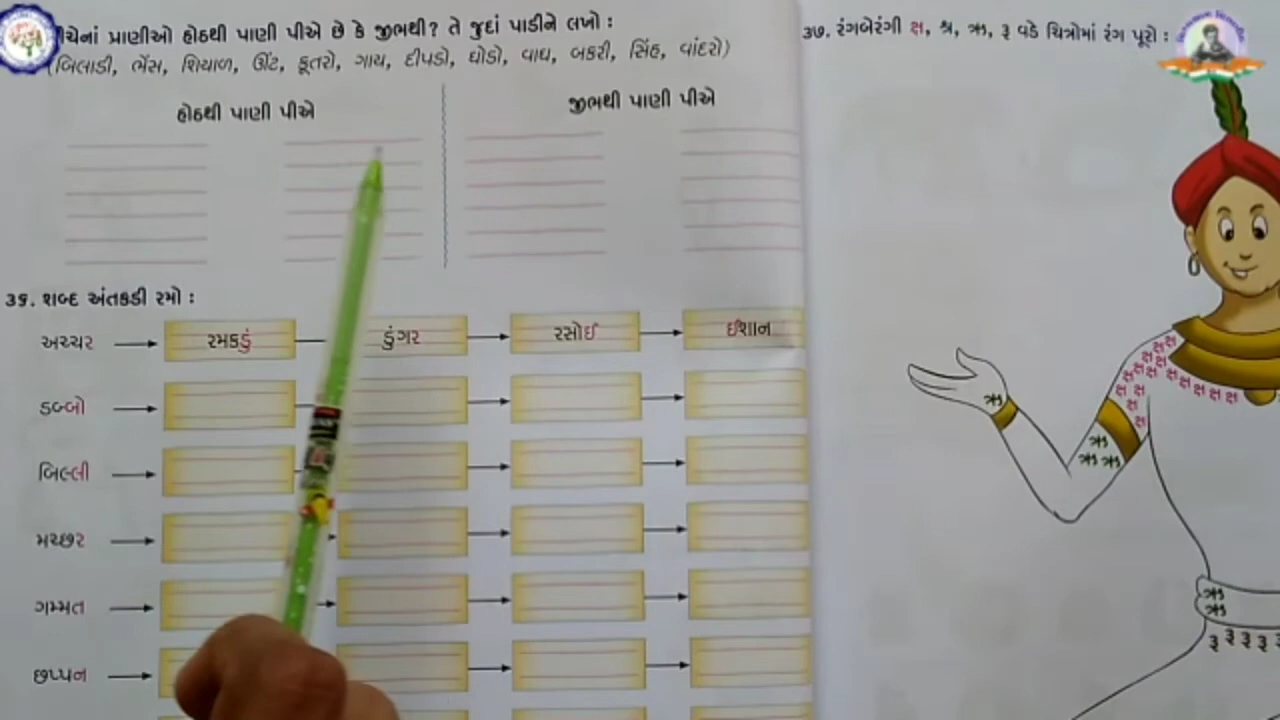 નીચેનાં પ્રાણીઓ હોઠથી પાણી પીએ છે કે જીભથી? તે જુદાં પાડીને લખો :
(બિલાડી, ભેંસ, શિયાળ, ઊંટ, કૂતરો, ગાય, દીપડો, ઘોડો, વાઘ, બકરી, સિંહ, વાંદરો)
હોઠથી પાણી પીએ
જીભથી પાણી પીએ
૩૬. શબ્દ અંતકડી રમો :
અચ્ચર રમકડું ડુંગર રસોઈ ઈશાન
ડબ્બો
બિલ્લી
મચ્છર
ગમ્મત
છપ્પન
૩૭. રંગબેરંગી ક્ષ, શ્ર, ત્રૠ, રૂ વડે ચિત્રોમાં રંગ પૂરો :